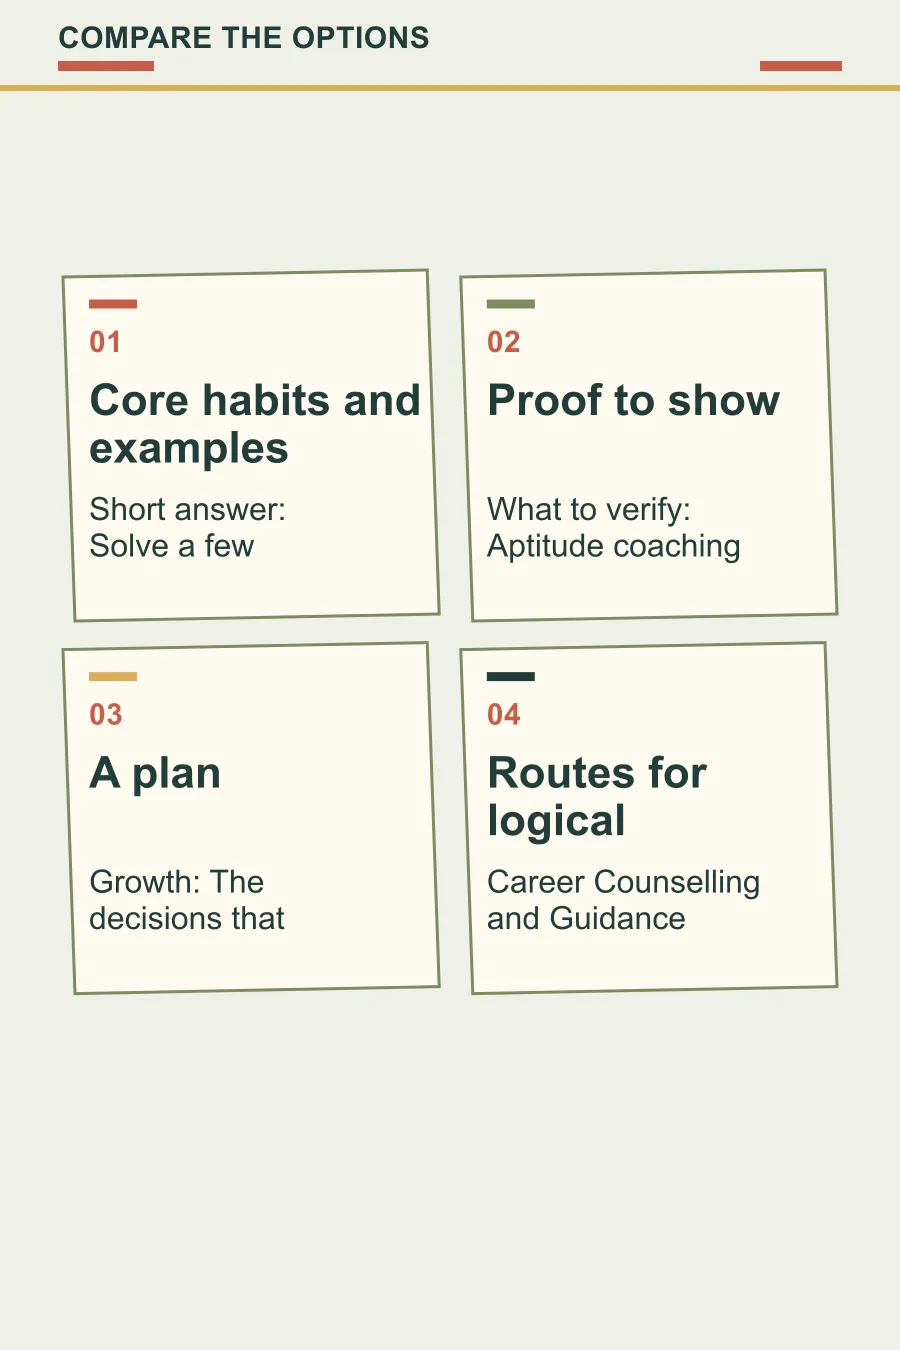 COMPARE THE OPTIONS
01
Core habits and
examples
Short answer:
Solve a few
02
Proof to show
What to verify:
Aptitude coaching
03
A plan
Growth: The
decisions that
04
Routes for
logical
Career Counselling
and Guidance